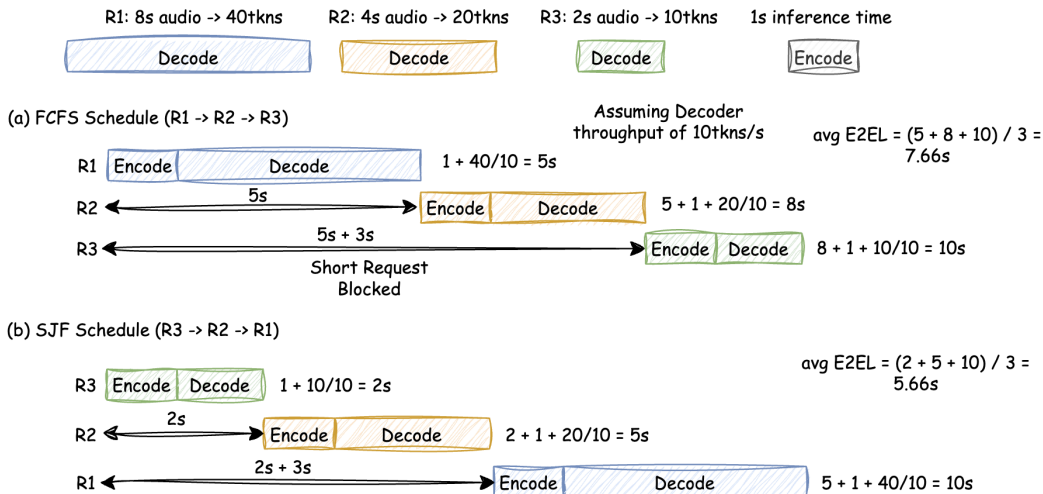 R1: 8s audio -> 40tkns
R2: 4s audio -> 20tkns
R3: 2s audio -> 10tkns
1s inference time
Decode
Decode
Decode
Encode
(a) FCFS Schedule (R1 -> R2 -> R3)
Assuming Decoder
throughput of 10tkns/s
avg E2EL = (5 + 8 + 10) / 3 =
7.66s
R1
Encode
Decode
1 + 40/10 = 5s
R2
5s
Encode
Decode
5 + 1 + 20/10 = 8s
R3
5s + 3s
Encode
Decode
8 + 1 + 10/10 = 10s
Short Request
Blocked
(b) SJF Schedule (R3 -> R2 -> R1)
avg E2EL = (2 + 5 + 10) / 3 =
5.66s
R3
Encode
Decode
1 + 10/10 = 2s
R2
2s
Encode
Decode
2 + 1 + 20/10 = 5s
R1
2s + 3s
Encode
Decode
5 + 1 + 40/10 = 10s